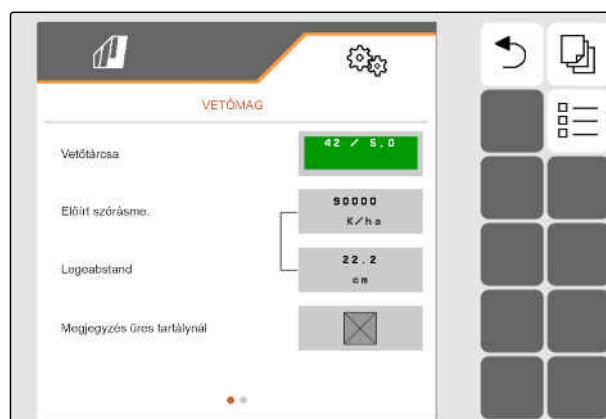 VETŐMAG
Vetőtárcsa
42 / 5,0
Előírt szórásme.
90000
K/ha
Legeabstand
22.2
cm
Megjegyzés üres tartálynál